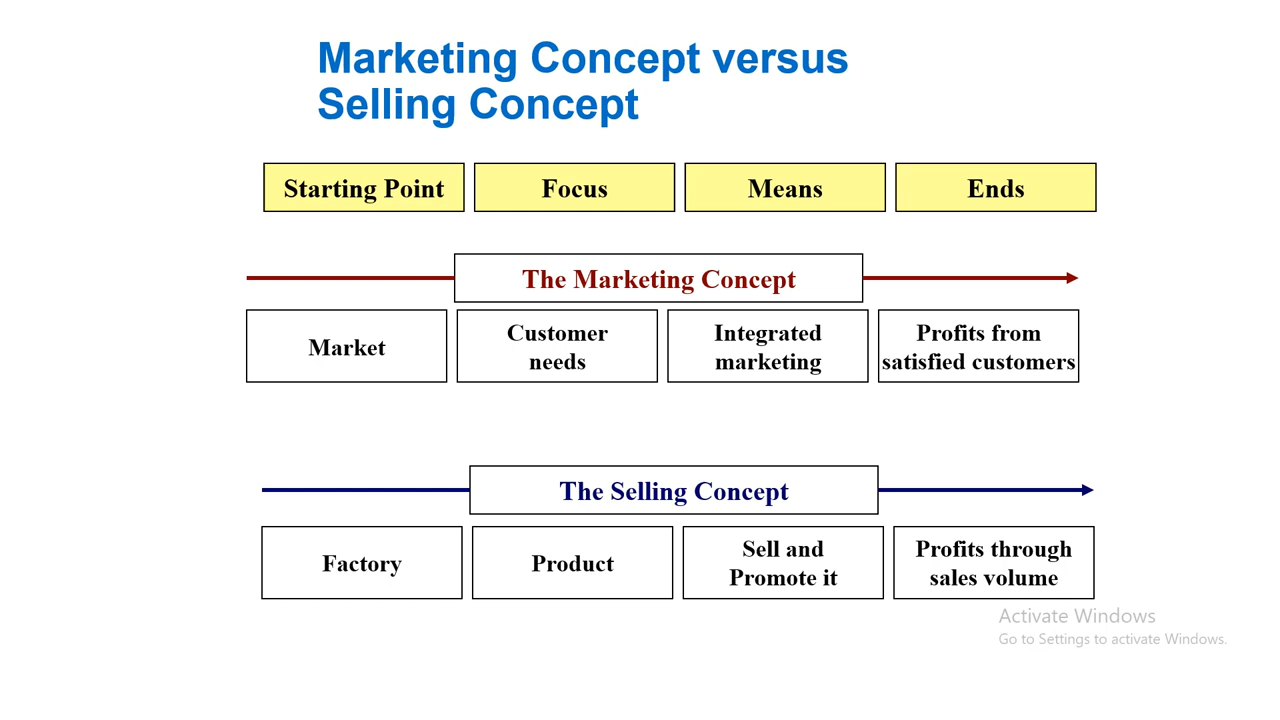 Marketing Concept versus
Selling Concept
Starting Point
Focus
Means
Ends
The Marketing Concept
Market
Customer
needs
Integrated
marketing
Profits from
satisfied customers
The Selling Concept
Factory
Product
Sell and
Promote it
Profits through
sales volume
Activate Windows
Go to Settings to activate Windows.